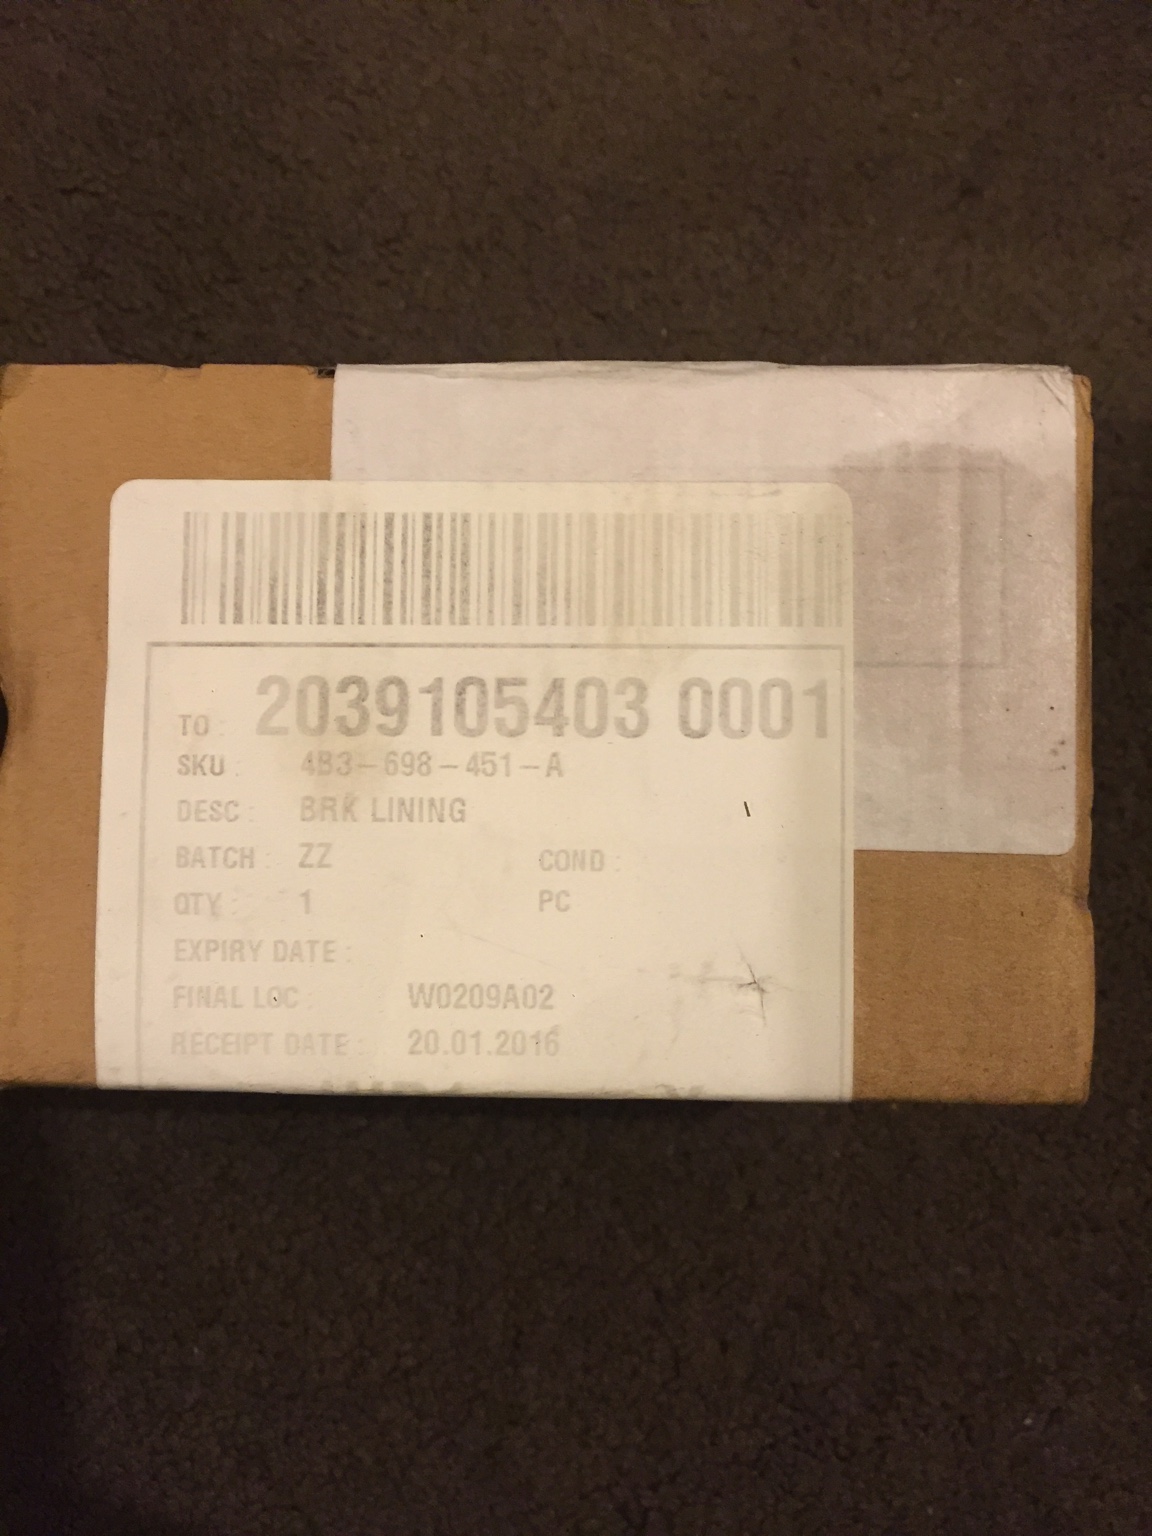 TO : 2039105403 0001
SKU : 4B3-698-451-A
DESC : BRK LINING
BATCH : ZZ COND :
QTY : 1 PC
EXPIRY DATE :
FINAL LOC : W0209A02
RECEIPT DATE : 20.01.2016